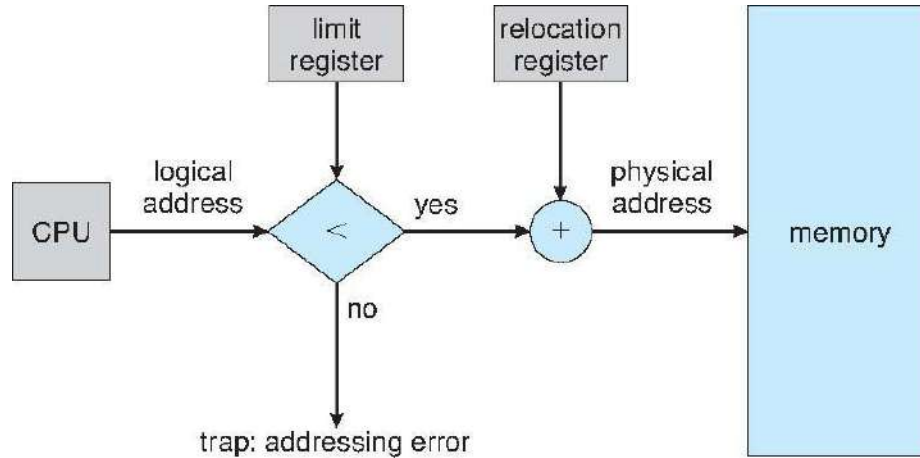 limit
register
relocation
register
logical
address
physical
address
CPU
<
yes
+
memory
no
trap: addressing error